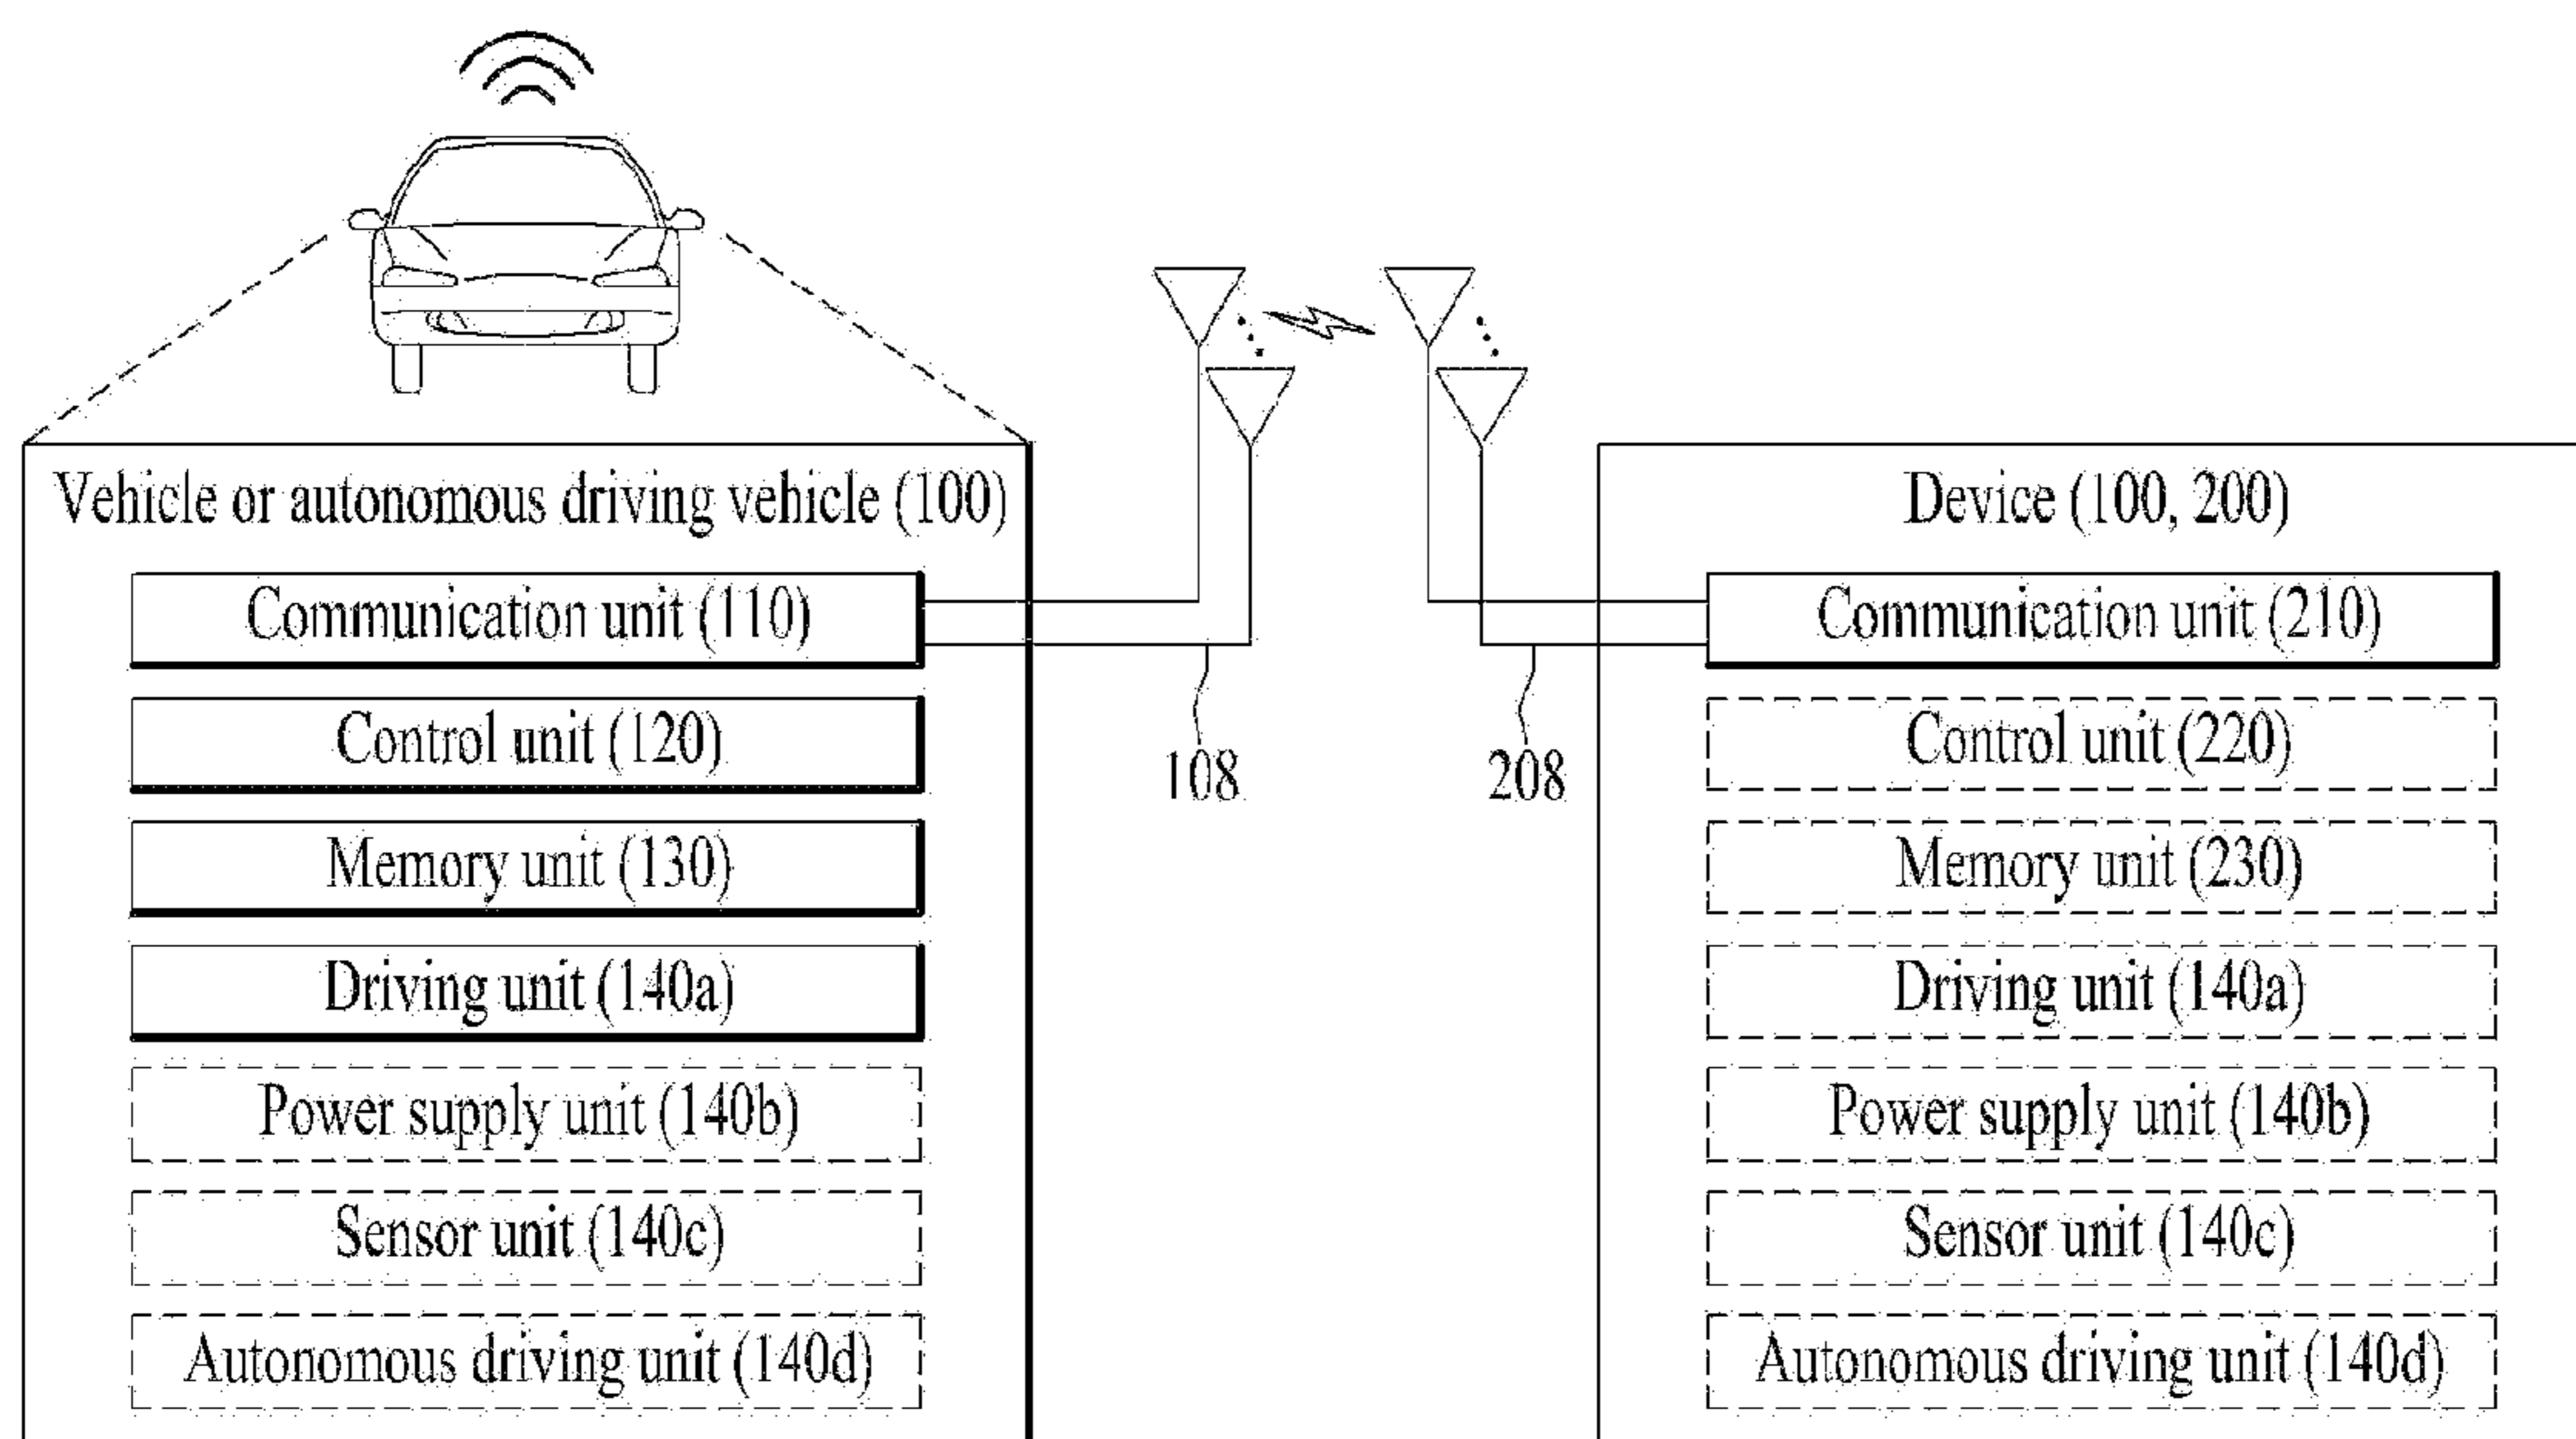 Vehicle or autonomous driving vehicle (100)
Communication unit (110)
Control unit (120)
Memory unit (130)
Driving unit (140a)
Power supply unit (140b)
Sensor unit (140c)
Autonomous driving unit (140d)
108
208
Device (100, 200)
Communication unit (210)
Control unit (220)
Memory unit (230)
Driving unit (140a)
Power supply unit (140b)
Sensor unit (140c)
Autonomous driving unit (140d)